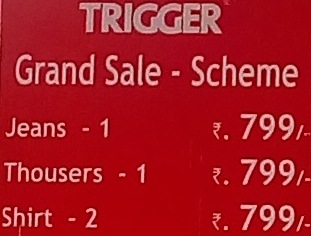 TRIGGER
Grand Sale - Scheme
Jeans - 1 ₹. 799/-
Thousers - 1 ₹. 799/-
Shirt - 2 ₹. 799/-